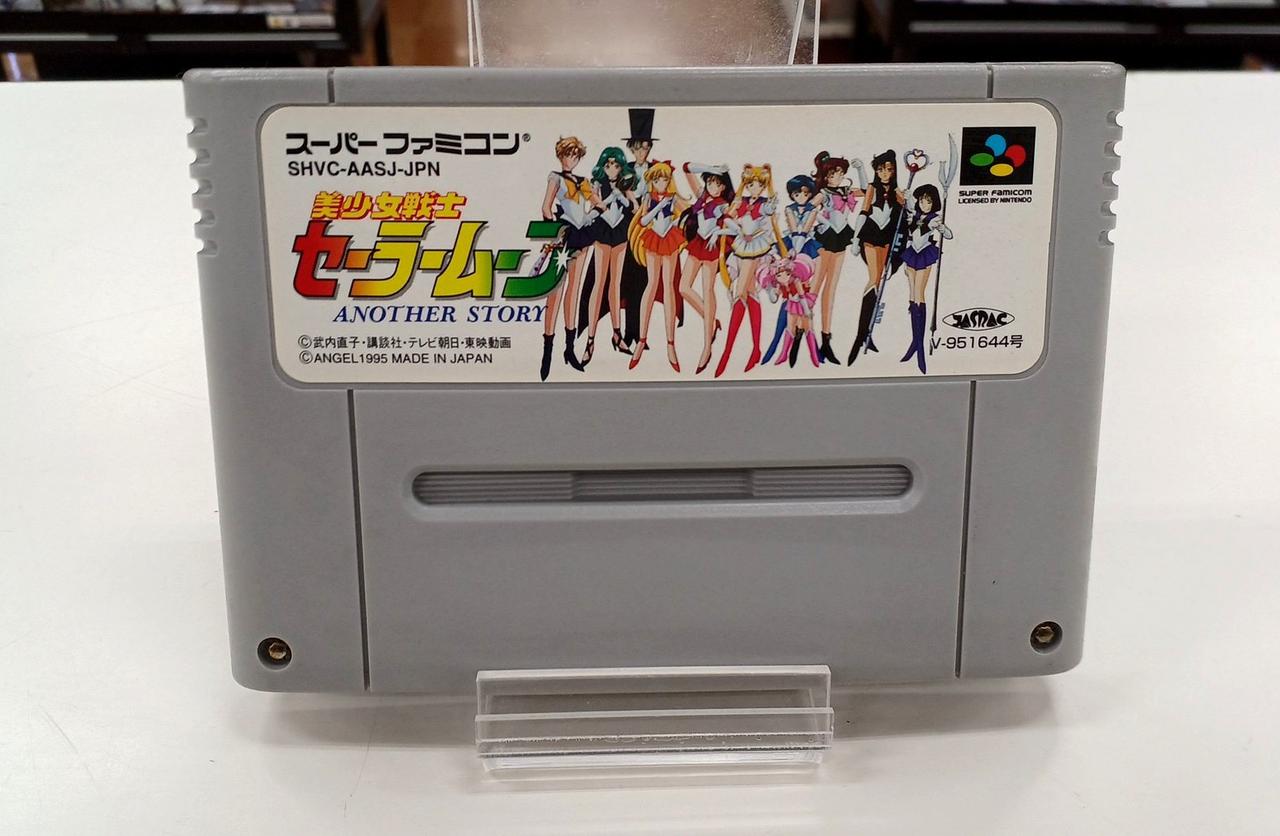 スーパーファミコン®
SHVC-AASJ-JPN
美少女戦士
セーラームーン
ANOTHER STORY
©武内直子・講談社・テレビ朝日・東映動画
©ANGEL1995 MADE IN JAPAN
SUPER FAMICOM
LICENSED BY NINTENDO
JASRAC
V-951644号